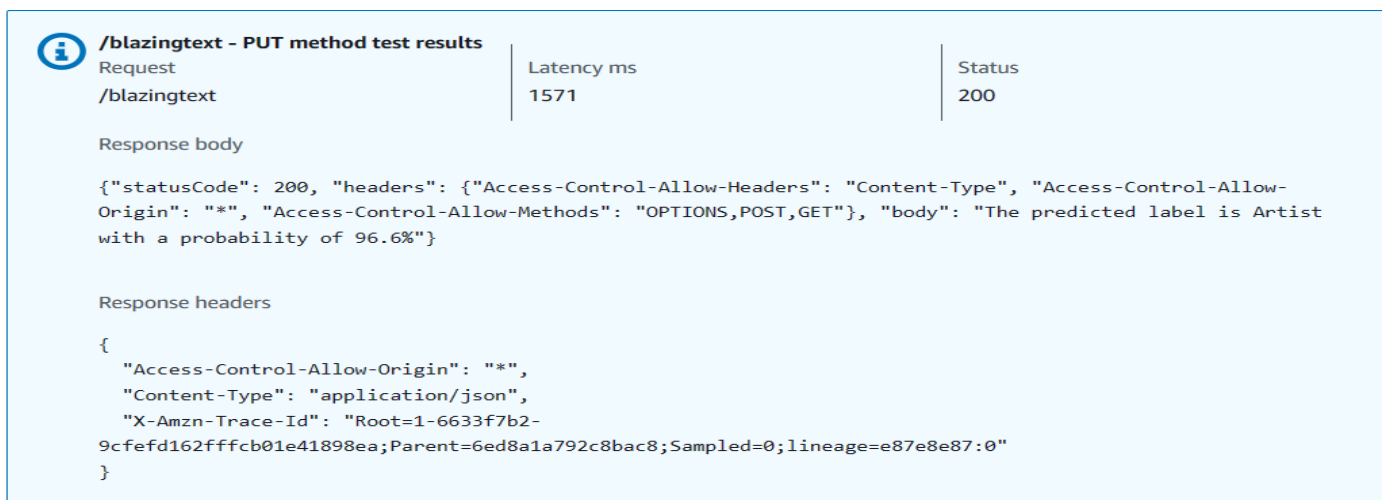 /blazingtext - PUT method test results
Request
Latency ms
Status
/blazingtext
1571
200
Response body
{"statusCode": 200, "headers": {"Access-Control-Allow-Headers": "Content-Type", "Access-Control-Allow-
Origin": "*", "Access-Control-Allow-Methods": "OPTIONS,POST,GET"}, "body": "The predicted label is Artist
with a probability of 96.6%"}
Response headers
{
  "Access-Control-Allow-Origin": "*",
  "Content-Type": "application/json",
  "X-Amzn-Trace-Id": "Root=1-6633f7b2-
9cfefd162fffcb01e41898ea;Parent=6ed8a1a792c8bac8;Sampled=0;lineage=e87e8e87:0"
}